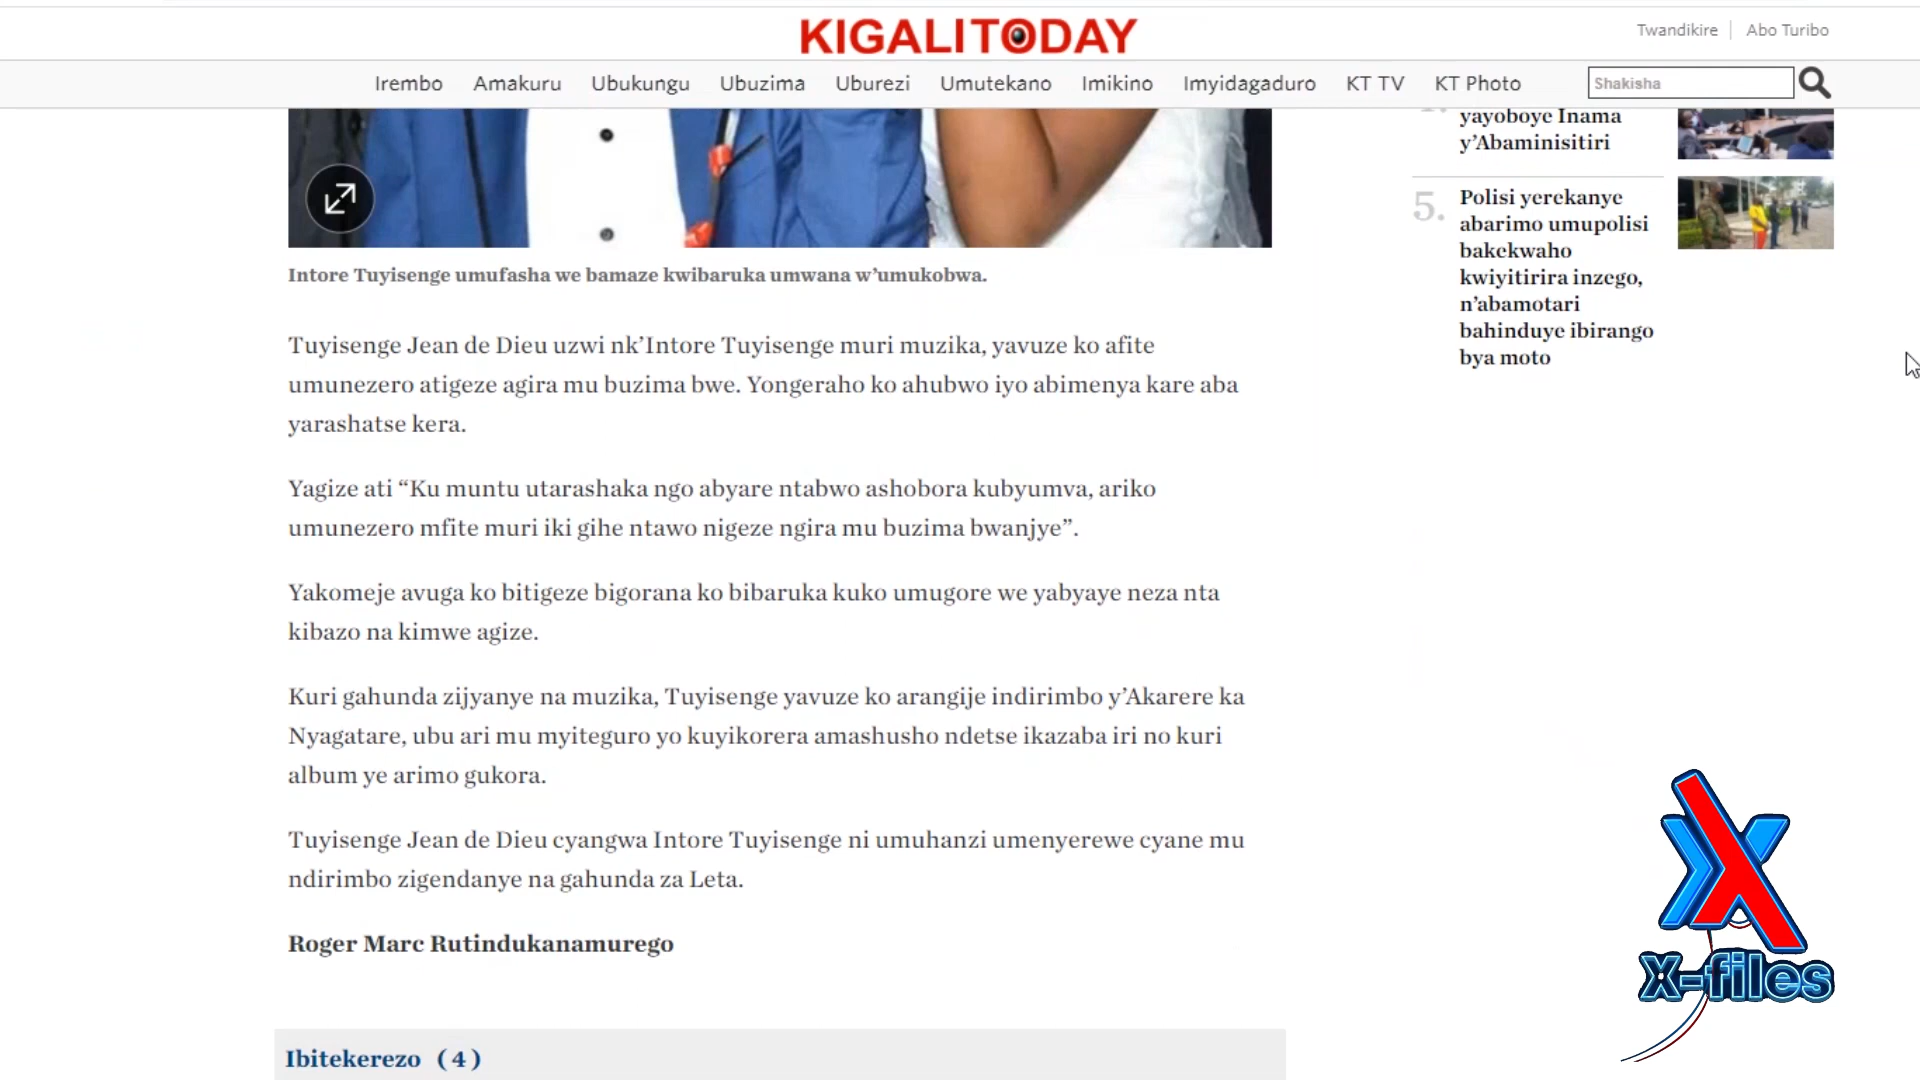 KIGALITODAY
Twandikire
Abo Turibo
Irembo
Amakuru
Ubukungu
Ubuzima
Uburezi
Umutekano
Imikino
Imyidagaduro
KT TV
KT Photo
Shakisha
Intore Tuyisenge umufasha we bamaze kwibaruka umwana w’umukobwa.
Tuyisenge Jean de Dieu uzwi nk’Intore Tuyisenge muri muzika, yavuze ko afite
umunezero atigeze agira mu buzima bwe. Yongeraho ko ahubwo iyo abimenya kare aba
yarashatse kera.
Yagize ati “Ku muntu utarashaka ngo abyare ntabwo ashobora kubyumva, ariko
umunezero mfite muri iki gihe ntawo nigeze ngira mu buzima bwanjye”.
Yakomeje avuga ko bitigeze bigorana ko bibaruka kuko umugore we yabyaye neza nta
kibazo na kimwe agize.
Kuri gahunda zijyanye na muzika, Tuyisenge yavuze ko arangije indirimbo y’Akarere ka
Nyagatare, ubu ari mu myiteguro yo kuyikorera amashusho ndetse ikazaba iri no kuri
album ye arimo gukora.
Tuyisenge Jean de Dieu cyangwa Intore Tuyisenge ni umuhanzi umenyerewe cyane mu
ndirimbo zigendanye na gahunda za Leta.
Roger Marc Rutindukanamurego
Ibitekerezo ( 4 )
yayoboye Inama
y’Abaminisitiri
5.
Polisi yerekanye
abarimo umupolisi
bakekwaho
kwiyitirira inzego,
n’abamotari
bahinduye ibirango
bya moto
X
X-files